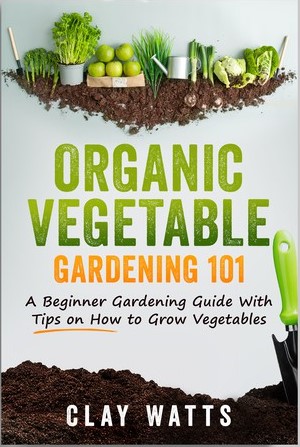 ORGANIC
VEGETABLE
GARDENING 101
A Beginner Gardening Guide With
Tips on How to Grow Vegetables
CLAY WATTS